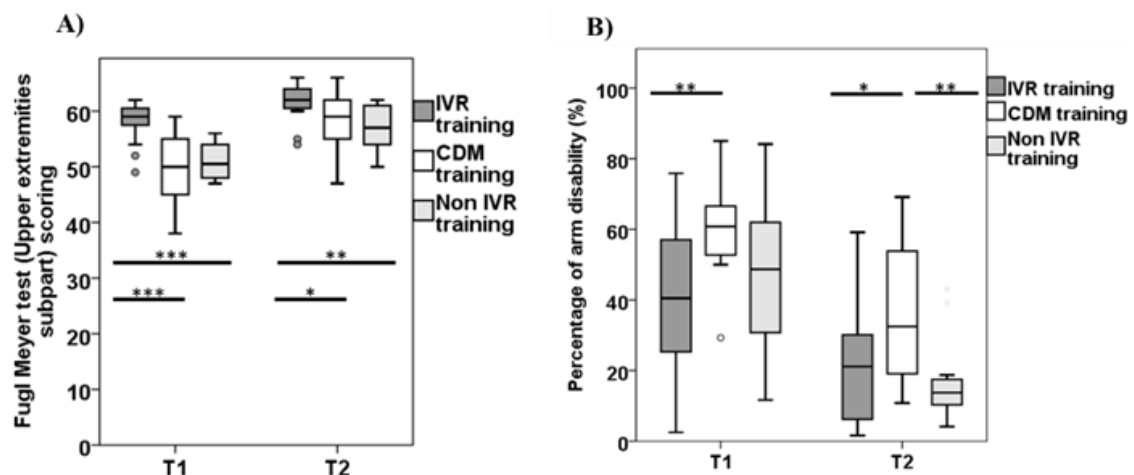 A)
Fugl Meyer test (Upper extremities
subpart) scoring
60
50
40
30
20
10
0
***
***
**
*
T1
T2
IVR
training
CDM
training
Non IVR
training
B)
Percentage of arm disability (%)
100
80
60
40
20
0
**
*
**
T1
T2
IVR training
CDM training
Non IVR
training